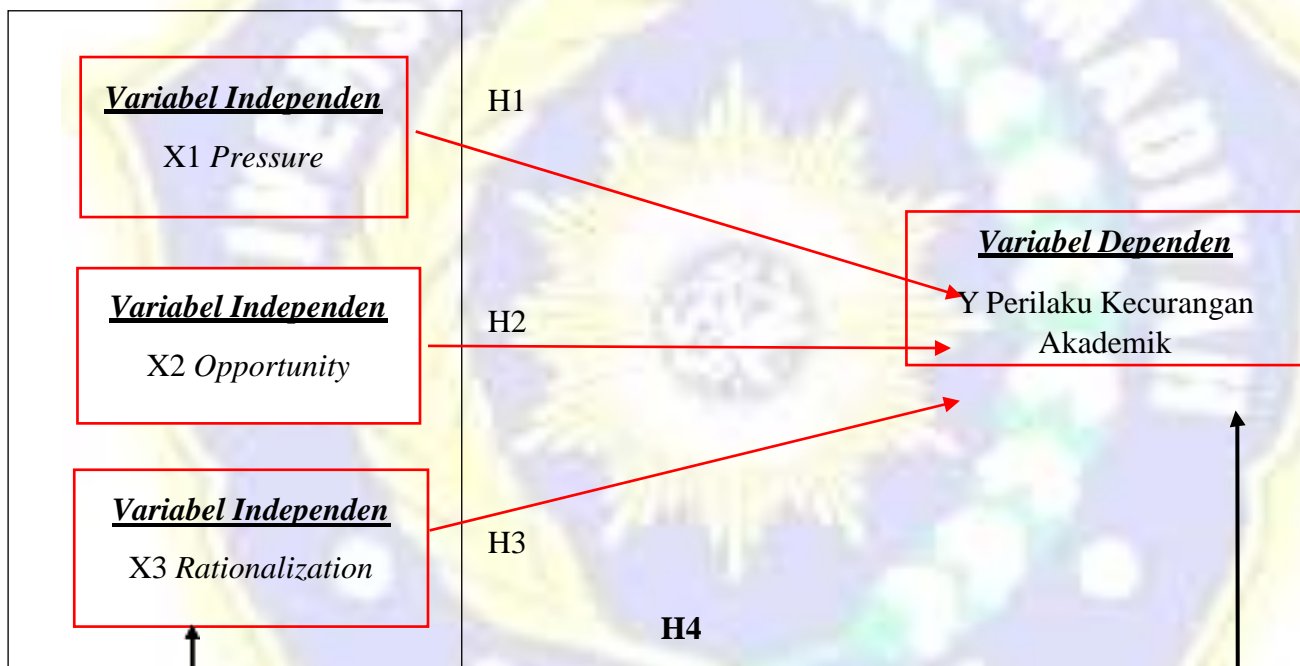 Variabel Independen
X1 Pressure
H1
Variabel Independen
X2 Opportunity
H2
Variabel Independen
X3 Rationalization
H3
H4
Variabel Dependen
Y Perilaku Kecurangan
Akademik